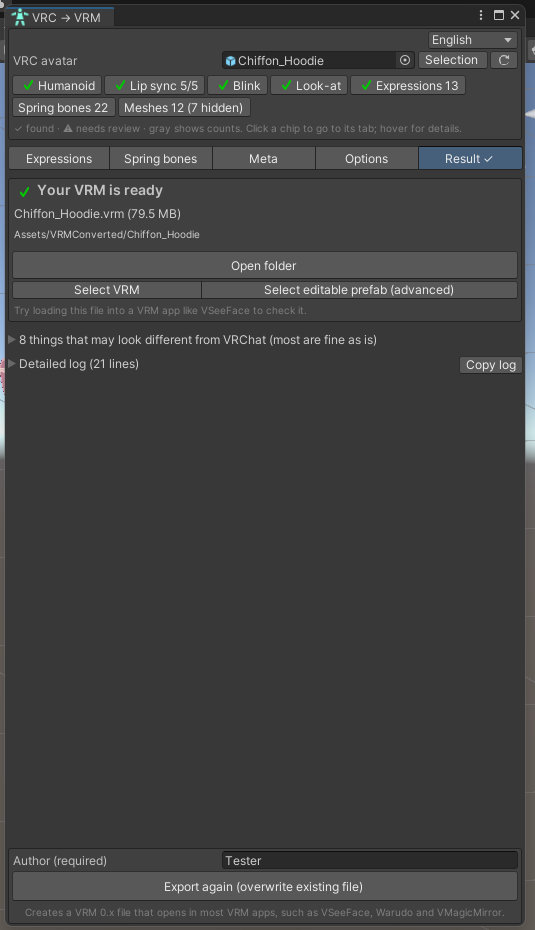 VRC → VRM
English
VRC avatar Chiffon_Hoodie Selection
✓ Humanoid ✓ Lip sync 5/5 ✓ Blink ✓ Look-at ✓ Expressions 13
Spring bones 22 Meshes 12 (7 hidden)
✓ found · ⚠ needs review · gray shows counts. Click a chip to go to its tab; hover for details.
Expressions Spring bones Meta Options Result ✓
✓ Your VRM is ready
Chiffon_Hoodie.vrm (79.5 MB)
Assets/VRMConverted/Chiffon_Hoodie
Open folder
Select VRM Select editable prefab (advanced)
Try loading this file into a VRM app like VSeeFace to check it.
8 things that may look different from VRChat (most are fine as is)
Detailed log (21 lines) Copy log
Author (required) Tester
Export again (overwrite existing file)
Creates a VRM 0.x file that opens in most VRM apps, such as VSeeFace, Warudo and VMagicMirror.